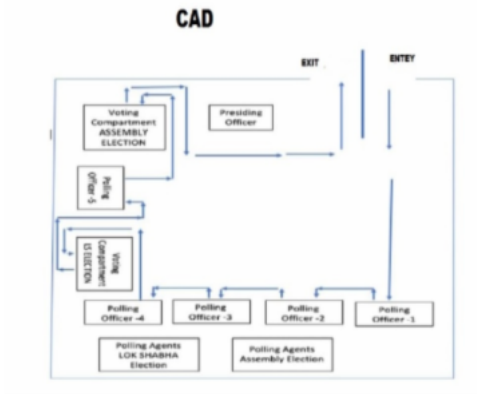 CAD
EXIT
ENTEY
Voting
Compartment
ASSEMBLY
ELECTION
Presiding
Officer
Polling
Officer -5
Voting
Compartment
LS ELECTION
Polling
Officer -4
Polling
Officer -3
Polling
Officer -2
Polling
Officer -1
Polling Agents
LOK SHABHA
Election
Polling Agents
Assembly Election